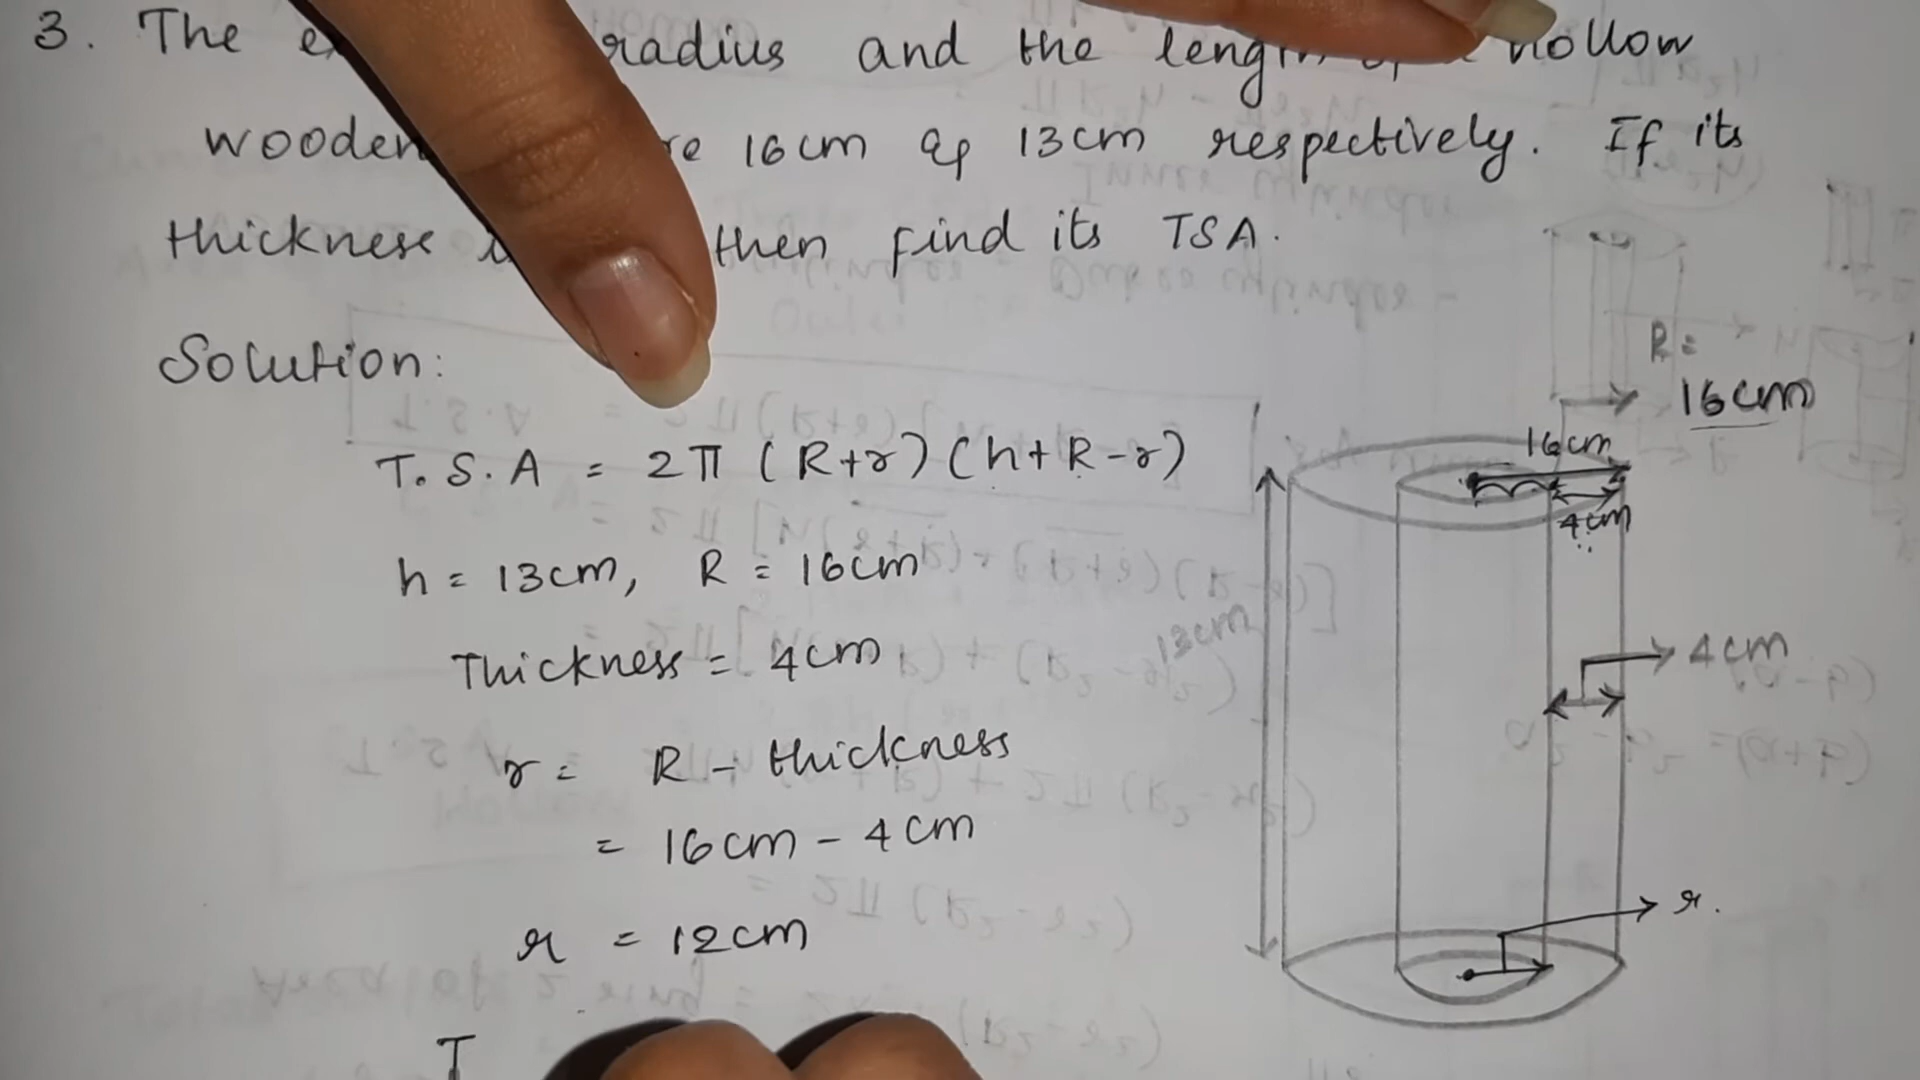 3. The radius and the length hollow
wooden 16cm & 13cm respectively. If its
thickness then find its TSA.
Solution:
T.S.A = 2π (R+r) (h+R-r)
h = 13cm, R = 16cm
Thickness = 4cm
r = R - thickness
= 16cm - 4cm
r = 12cm
T
R =
16cm
16cm
4cm
13cm
4cm
r.